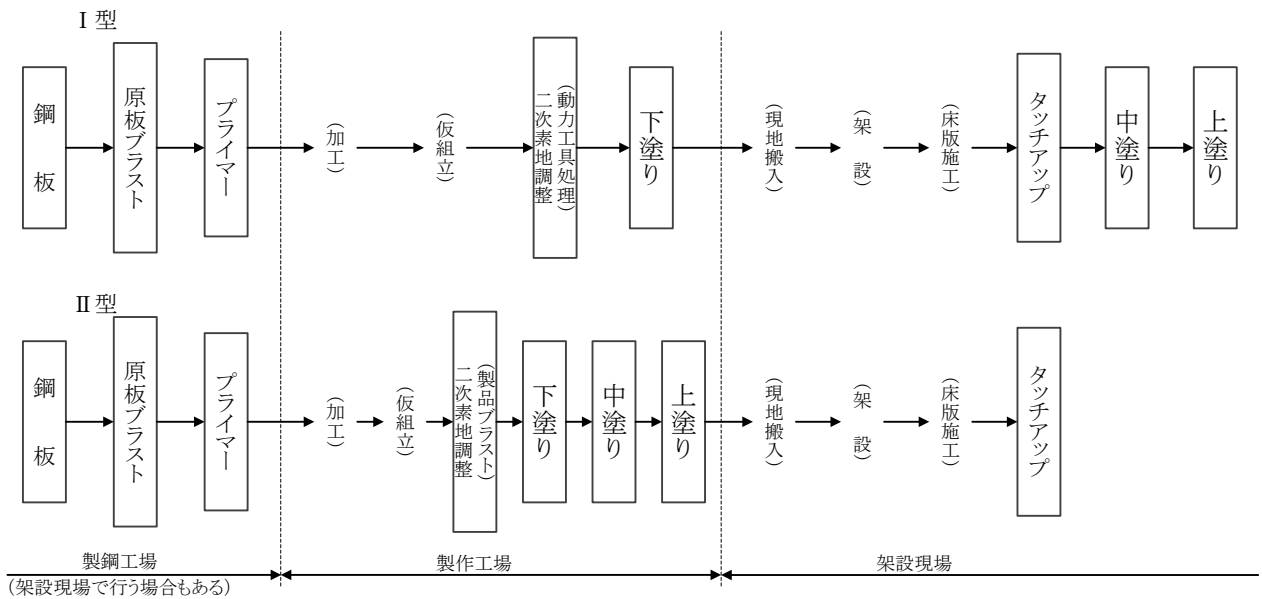 Ⅰ型
鋼板
原板ブラスト
プライマー
(加工)
(仮組立)
二次素地調整
(動力工具処理)
下塗り
(現地搬入)
(架設)
(床版施工)
タッチアップ
中塗り
上塗り
Ⅱ型
鋼板
原板ブラスト
プライマー
(加工)
(仮組立)
二次素地調整
(製品ブラスト)
下塗り
中塗り
上塗り
(現地搬入)
(架設)
(床版施工)
タッチアップ
製鋼工場
製作工場
架設現場
(架設現場で行う場合もある)